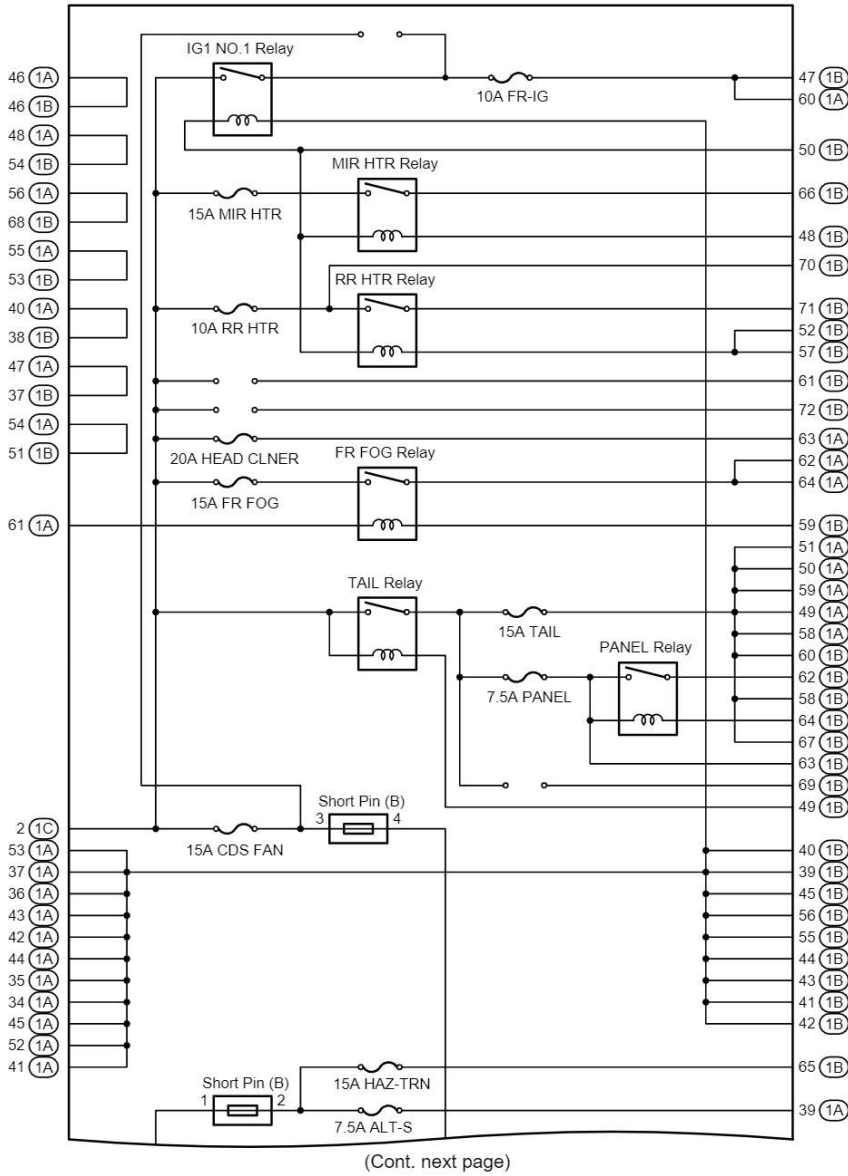 IG1 NO.1 Relay
46 1A
10A FR-IG
47 1B
46 1B
60 1A
48 1A
50 1B
54 1B
MIR HTR Relay
56 1A
15A MIR HTR
66 1B
68 1B
48 1B
55 1A
70 1B
53 1B
RR HTR Relay
40 1A
10A RR HTR
71 1B
38 1B
52 1B
57 1B
47 1A
61 1B
37 1B
72 1B
54 1A
63 1A
51 1B
20A HEAD CLNER
FR FOG Relay
62 1A
15A FR FOG
64 1A
61 1A
59 1B
51 1A
50 1A
TAIL Relay
59 1A
15A TAIL
49 1A
58 1A
PANEL Relay
60 1B
7.5A PANEL
62 1B
58 1B
64 1B
67 1B
63 1B
69 1B
Short Pin (B)
49 1B
2 1C
15A CDS FAN
3 4
53 1A
40 1B
37 1A
39 1B
36 1A
45 1B
43 1A
56 1B
42 1A
55 1B
44 1A
44 1B
35 1A
43 1B
34 1A
41 1B
45 1A
42 1B
52 1A
41 1A
15A HAZ-TRN
65 1B
Short Pin (B)
1 2
7.5A ALT-S
39 1A
(Cont. next page)